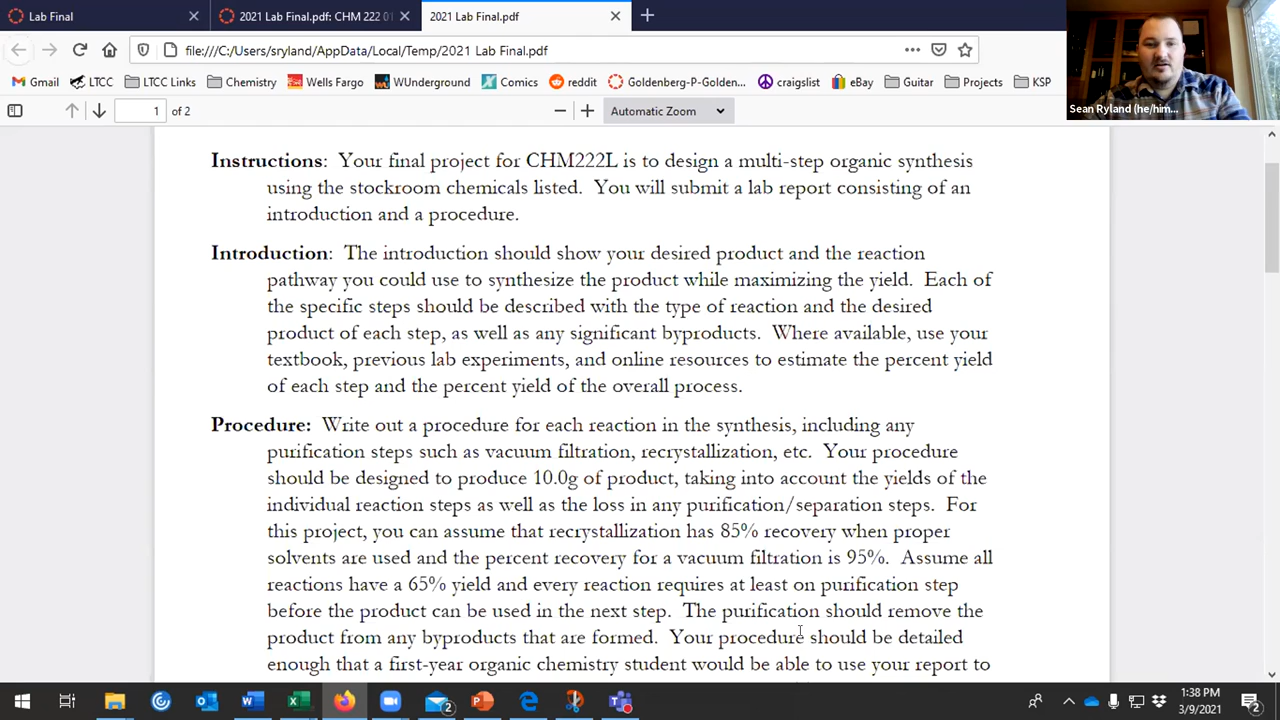 Lab Final
2021 Lab Final.pdf: CHM 222 01
2021 Lab Final.pdf
file:///C:/Users/sryland/AppData/Local/Temp/2021 Lab Final.pdf
Gmail LTCC LTCC Links Chemistry Wells Fargo WUnderground Comics reddit Goldenberg-P-Golden... craigslist eBay Guitar Projects KSP
1 of 2 Automatic Zoom
Sean Ryland (he/him...
Instructions: Your final project for CHM222L is to design a multi-step organic synthesis
using the stockroom chemicals listed. You will submit a lab report consisting of an
introduction and a procedure.
Introduction: The introduction should show your desired product and the reaction
pathway you could use to synthesize the product while maximizing the yield. Each of
the specific steps should be described with the type of reaction and the desired
product of each step, as well as any significant byproducts. Where available, use your
textbook, previous lab experiments, and online resources to estimate the percent yield
of each step and the percent yield of the overall process.
Procedure: Write out a procedure for each reaction in the synthesis, including any
purification steps such as vacuum filtration, recrystallization, etc. Your procedure
should be designed to produce 10.0g of product, taking into account the yields of the
individual reaction steps as well as the loss in any purification/separation steps. For
this project, you can assume that recrystallization has 85% recovery when proper
solvents are used and the percent recovery for a vacuum filtration is 95%. Assume all
reactions have a 65% yield and every reaction requires at least on purification step
before the product can be used in the next step. The purification should remove the
product from any byproducts that are formed. Your procedure should be detailed
enough that a first-year organic chemistry student would be able to use your report to
1:38 PM
3/9/2021
2
2